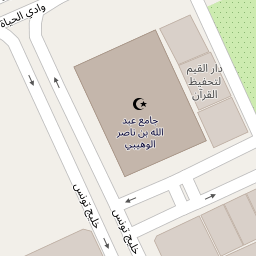 وادي الحياة
دار القيم
لتحفيظ
القرآن
جامع عبد
الله بن ناصر
الوهيبي
خليج تونس
خليج تونس